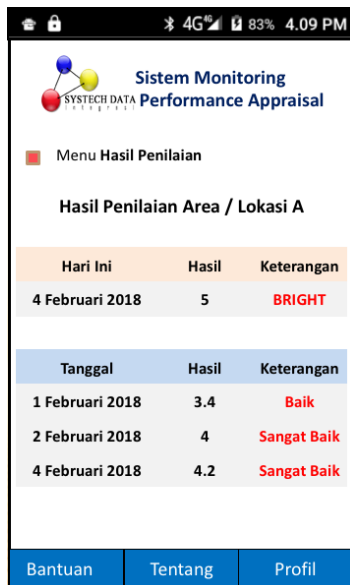 4G 4G 83% 4.09 PM
SYSTECH DATA
integrasi
Sistem Monitoring
Performance Appraisal
Menu Hasil Penilaian
Hasil Penilaian Area / Lokasi A
Hari Ini Hasil Keterangan
4 Februari 2018 5 BRIGHT
Tanggal Hasil Keterangan
1 Februari 2018 3.4 Baik
2 Februari 2018 4 Sangat Baik
4 Februari 2018 4.2 Sangat Baik
Bantuan Tentang Profil